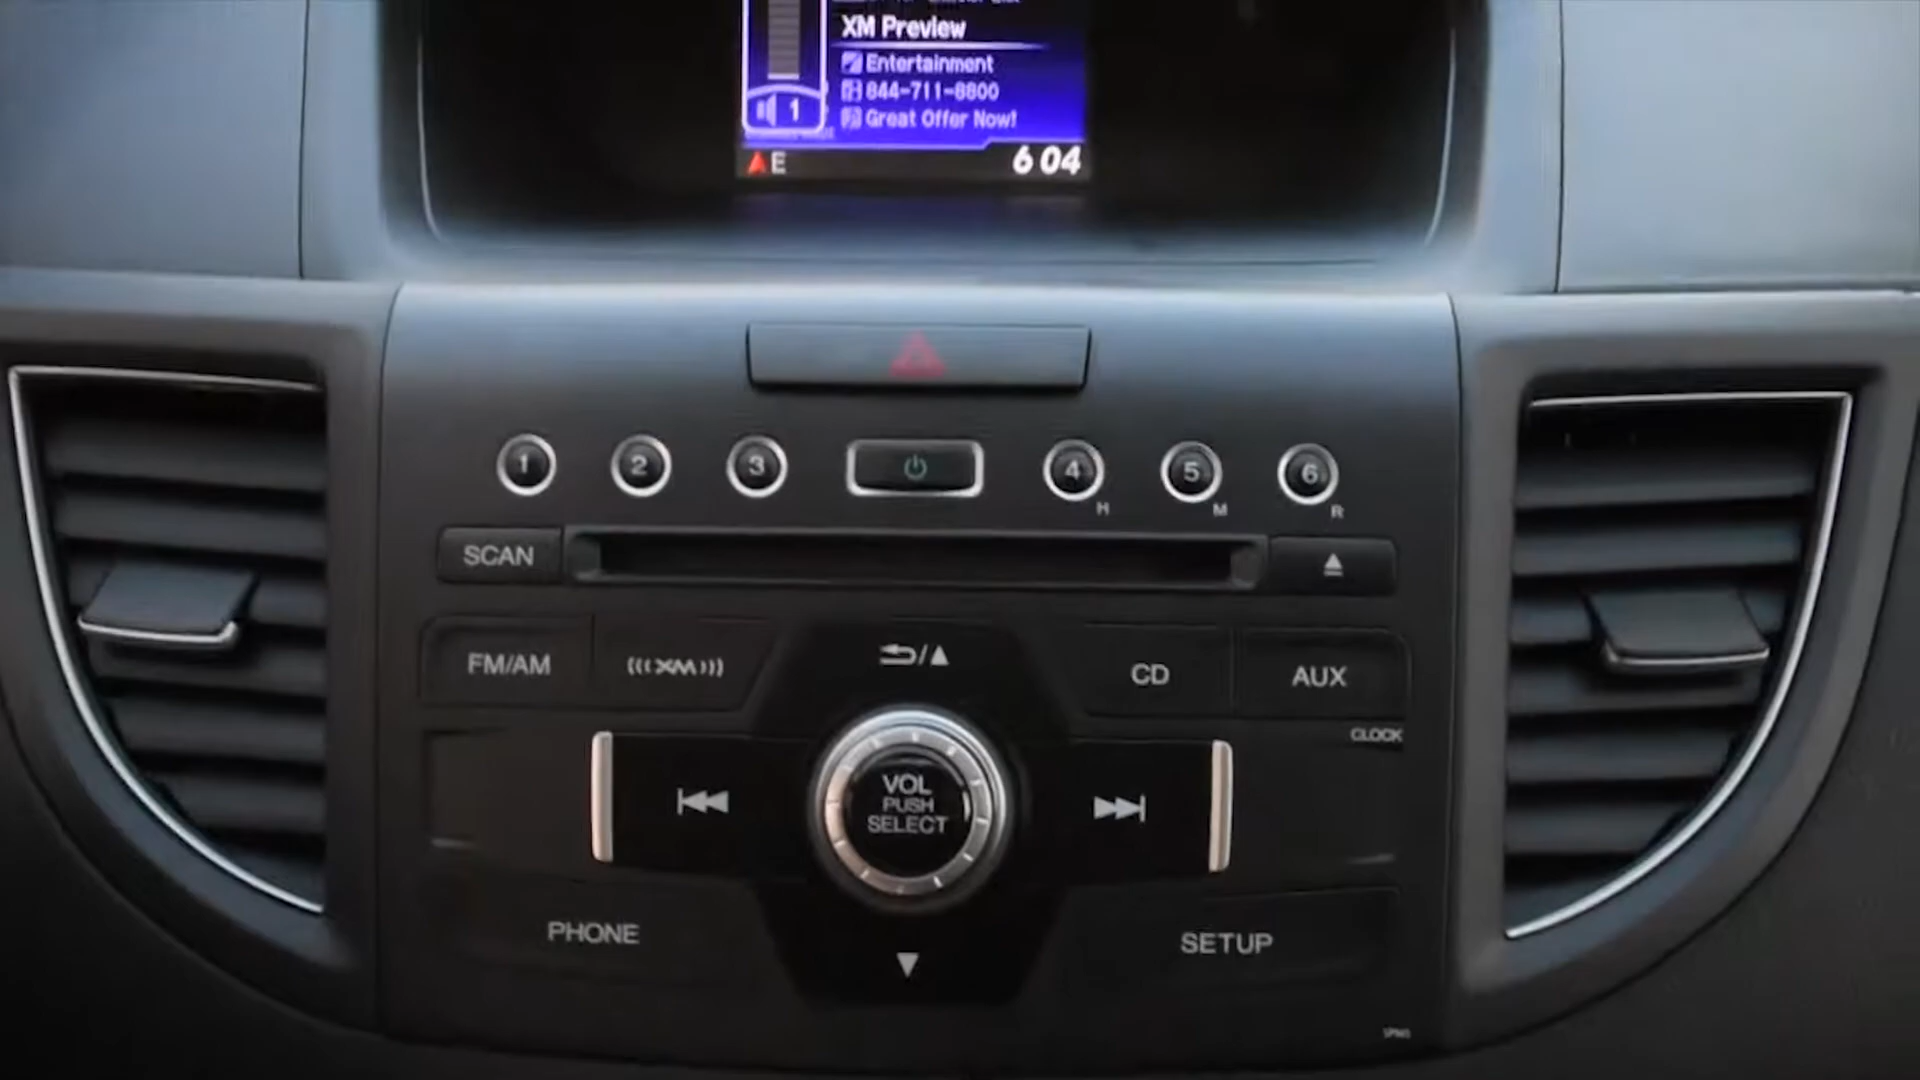 XM Preview
Entertainment
844-711-8800
1
Great Offer Now!
E
6 04
1 2 3 4 5 6
H M R
SCAN
FM/AM
XM
CD
AUX
CLOCK
VOL
PUSH
SELECT
PHONE
SETUP